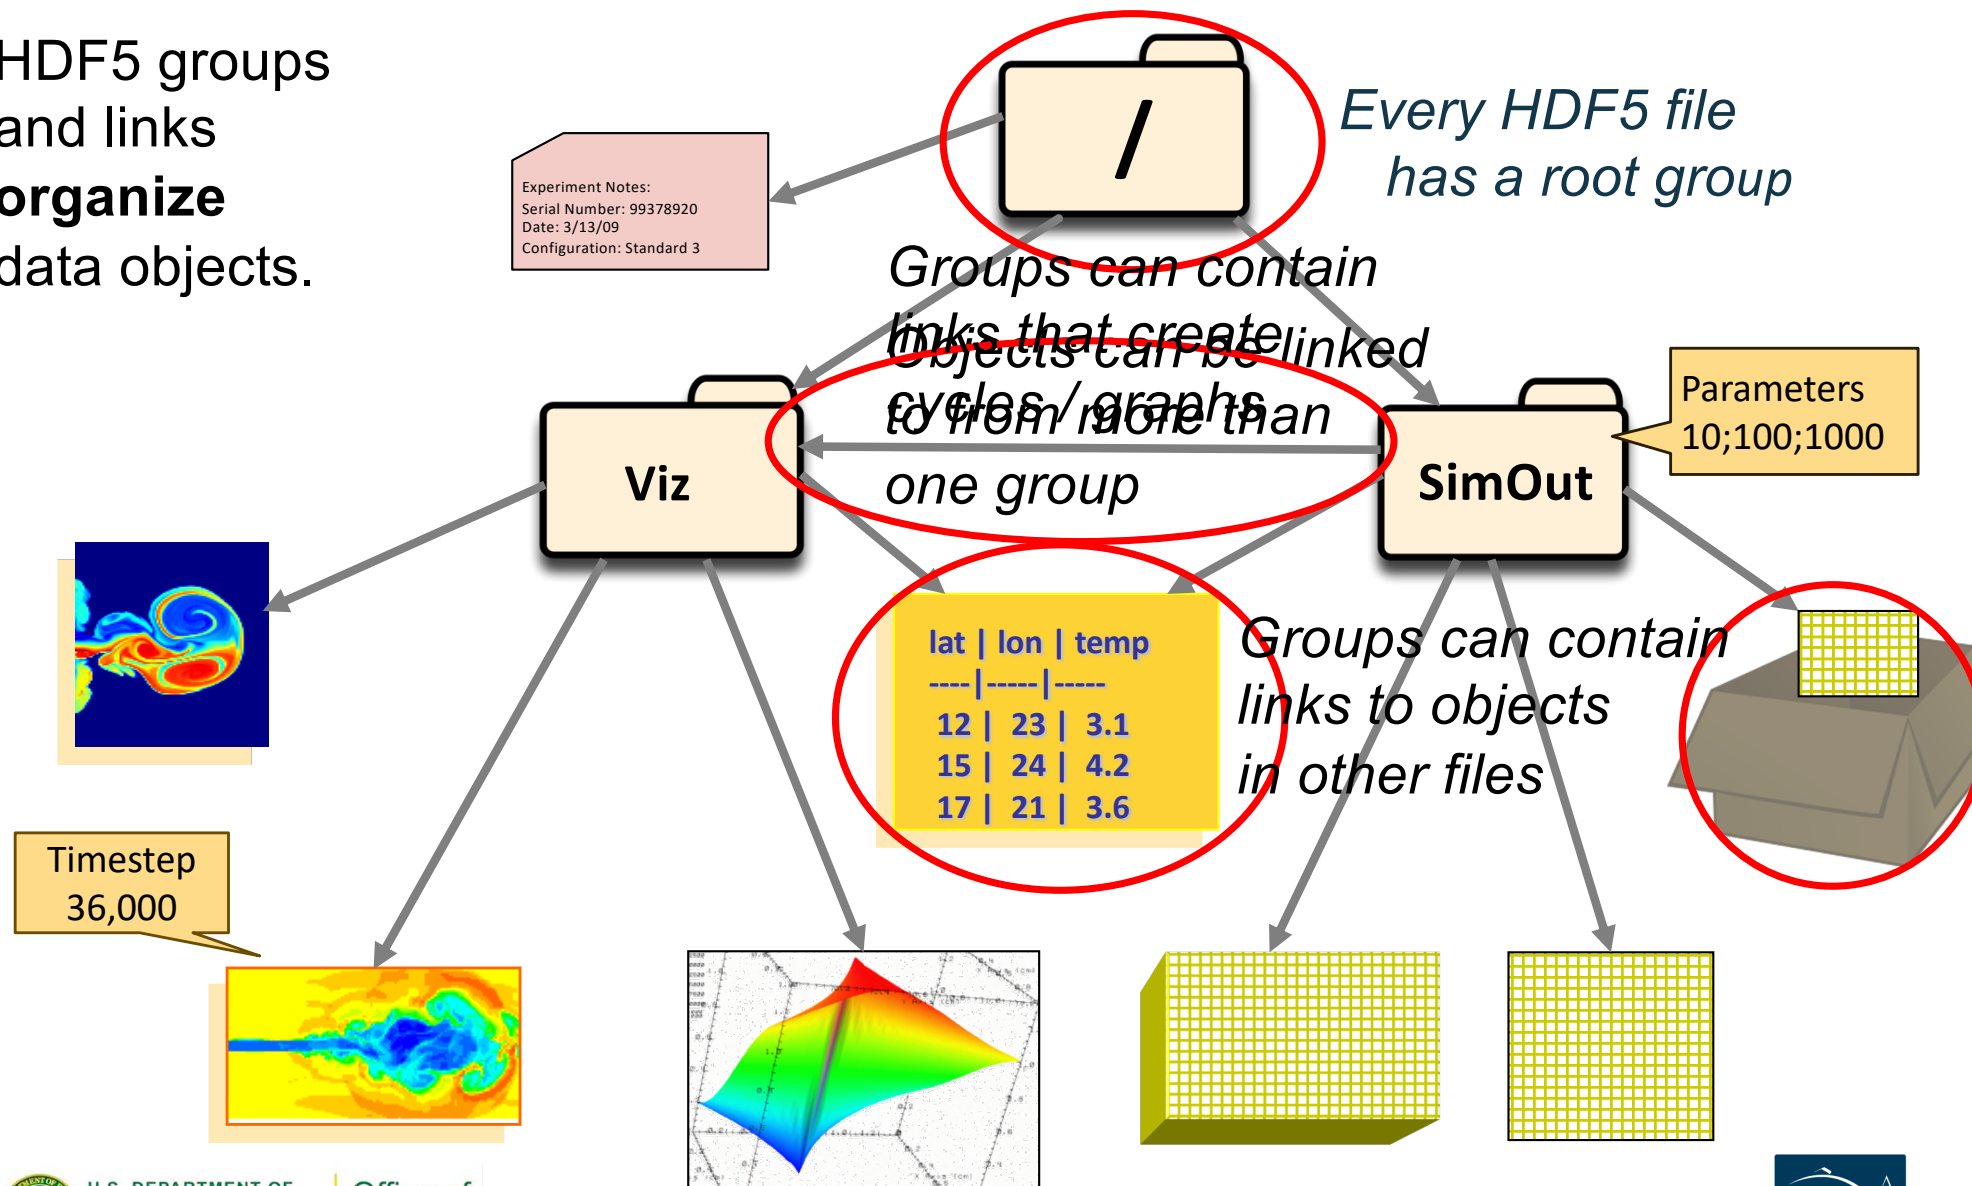 HDF5 groups
and links
organize
data objects.
/
Every HDF5 file
has a root group
Experiment Notes:
Serial Number: 99378920
Date: 3/13/09
Configuration: Standard 3
Groups can contain
links that create
cycles / graphs
Objects can be linked
to from more than
one group
Viz
SimOut
Parameters
10;100;1000
lat | lon | temp
----|-----|-----
12 | 23 | 3.1
15 | 24 | 4.2
17 | 21 | 3.6
Groups can contain
links to objects
in other files
Timestep
36,000